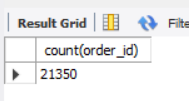 Result Grid Filte
count(order_id)
21350